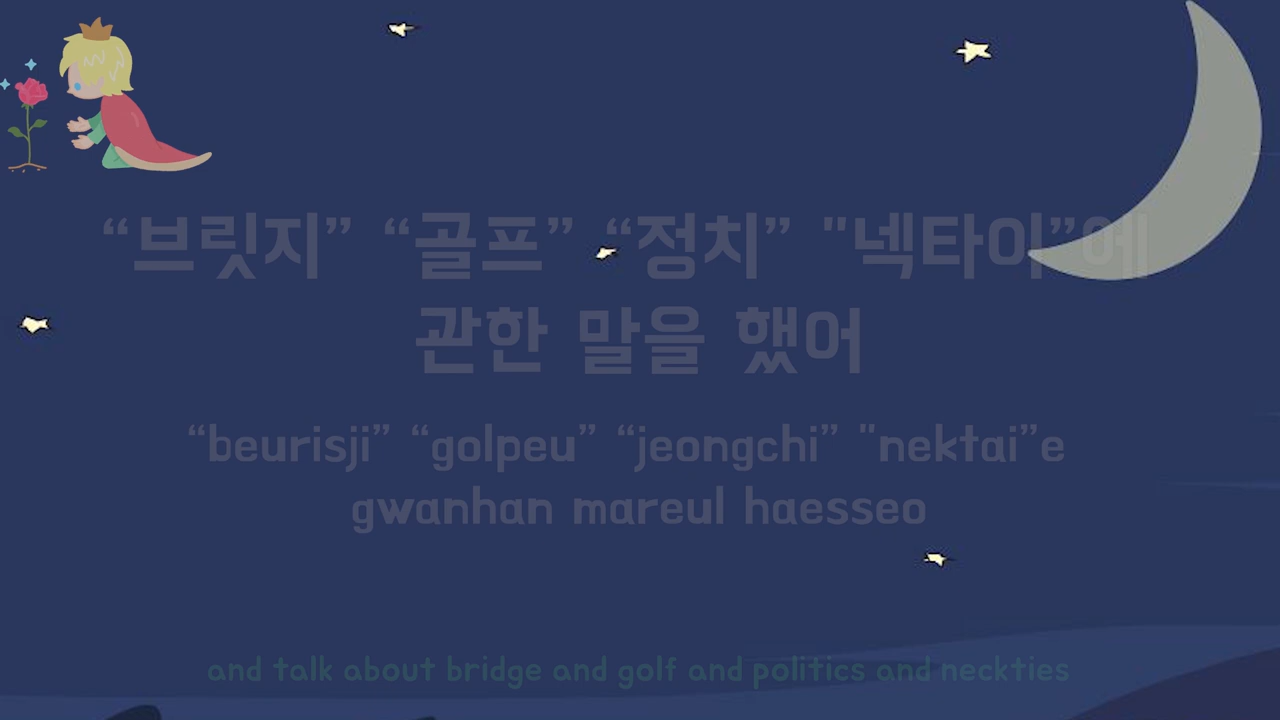 “브릿지” “골프” “정치” "넥타이”에
관한 말을 했어
“beurisji” “golpeu” “jeongchi” "nektai”e
gwanhan mareul haesseo
and talk about bridge and golf and politics and neckties